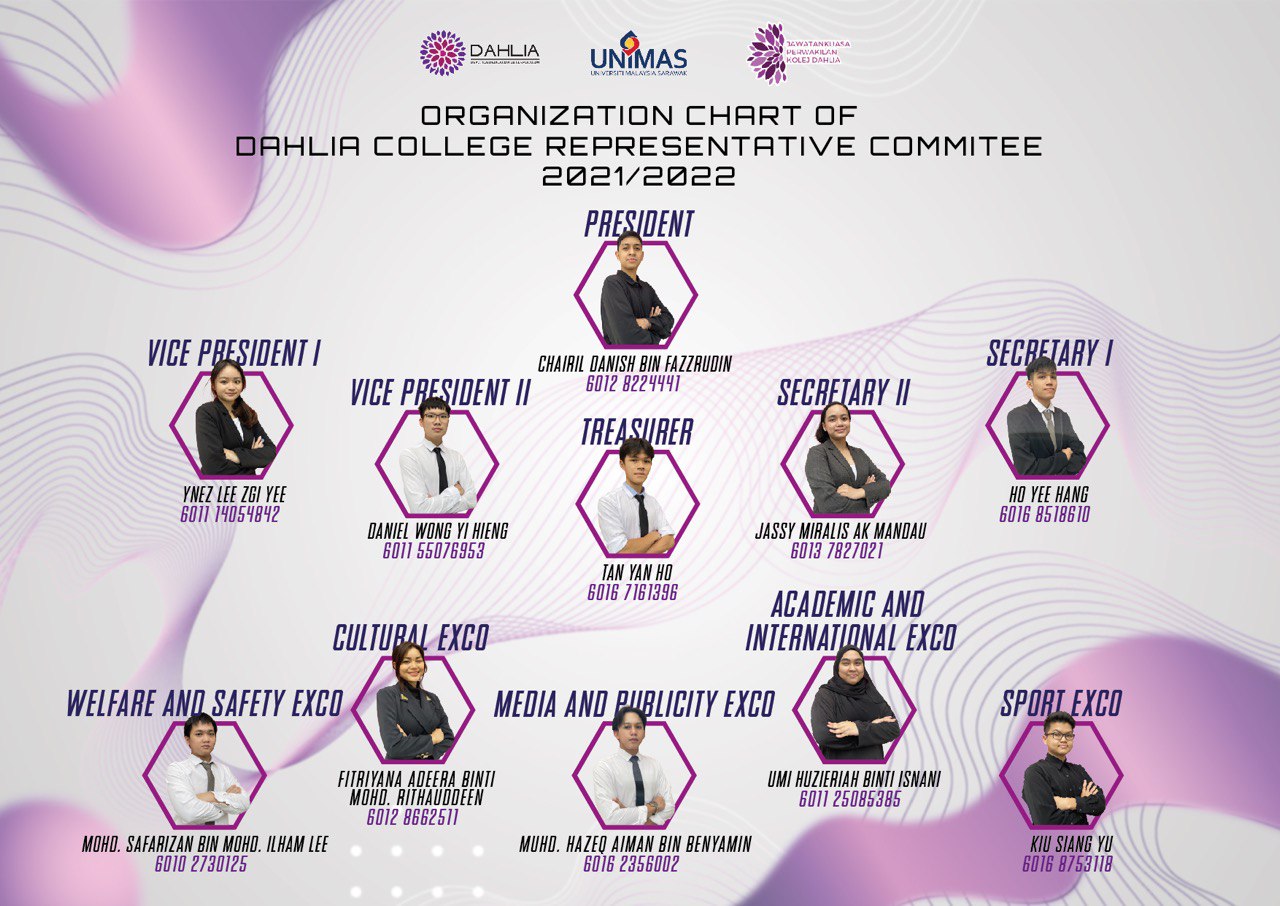 DAHLIA
UNIMAS
UNIVERSITI MALAYSIA SARAWAK
JAWATANKUASA
PERWAKILAN
KOLEJ DAHLIA
ORGANIZATION CHART OF
DAHLIA COLLEGE REPRESENTATIVE COMMITEE
2021/2022
PRESIDENT
CHAIRIL DANISH BIN FAZZRUDIN
6012 8224441
VICE PRESIDENT I
YNEZ LEE ZGI YEE
6011 14054842
VICE PRESIDENT II
DANIEL WONG YI HIENG
6011 55076953
TREASURER
TAN YAN HO
6016 7161396
SECRETARY II
JASSY MIRALIS AK MANDAU
6013 7827021
SECRETARY I
HO YEE HANG
6016 8518610
WELFARE AND SAFETY EXCO
MOHD. SAFARIZAN BIN MOHD. ILHAM LEE
6010 2730125
CULTURAL EXCO
FITRIYANA ADEERA BINTI
MOHD. RITHAUDDEEN
6012 8662511
MEDIA AND PUBLICITY EXCO
MUHD. HAZEQ AIMAN BIN BENYAMIN
6016 2356002
ACADEMIC AND
INTERNATIONAL EXCO
UMI HUZIERIAH BINTI ISNANI
6011 25085385
SPORT EXCO
KIU SIANG YU
6016 8753118